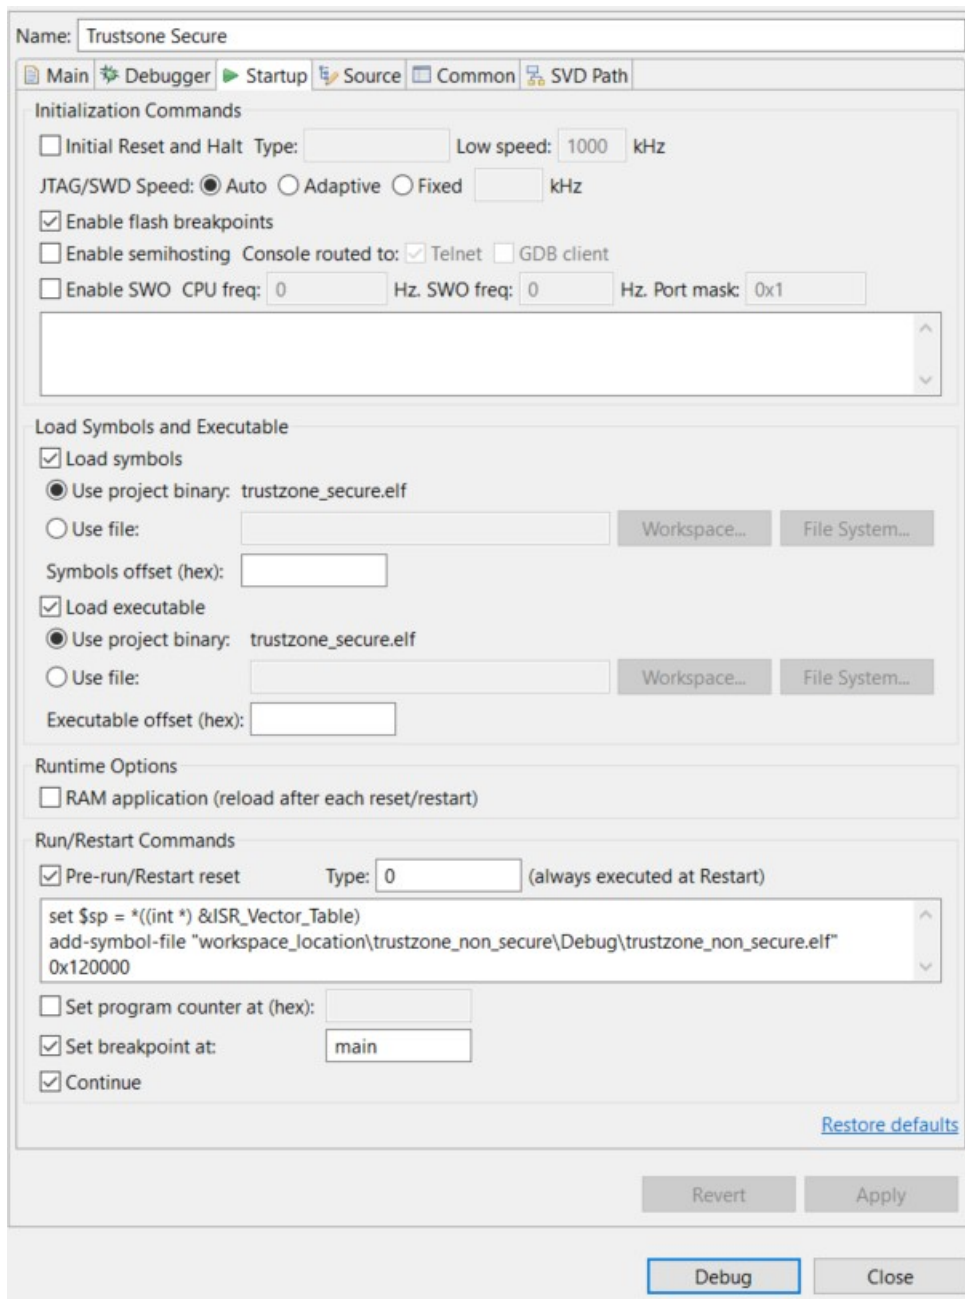 Name: Trustsone Secure
Main Debugger Startup Source Common SVD Path
Initialization Commands
Initial Reset and Halt Type: Low speed: 1000 kHz
JTAG/SWD Speed: Auto Adaptive Fixed kHz
Enable flash breakpoints
Enable semihosting Console routed to: Telnet GDB client
Enable SWO CPU freq: 0 Hz. SWO freq: 0 Hz. Port mask: 0x1
Load Symbols and Executable
Load symbols
Use project binary: trustzone_secure.elf
Use file: Workspace... File System...
Symbols offset (hex):
Load executable
Use project binary: trustzone_secure.elf
Use file: Workspace... File System...
Executable offset (hex):
Runtime Options
RAM application (reload after each reset/restart)
Run/Restart Commands
Pre-run/Restart reset Type: 0 (always executed at Restart)
set $sp = *((int *) &ISR_Vector_Table)
add-symbol-file "workspace_location\trustzone_non_secure\Debug\trustzone_non_secure.elf"
0x120000
Set program counter at (hex):
Set breakpoint at: main
Continue
Restore defaults
Revert Apply
Debug Close